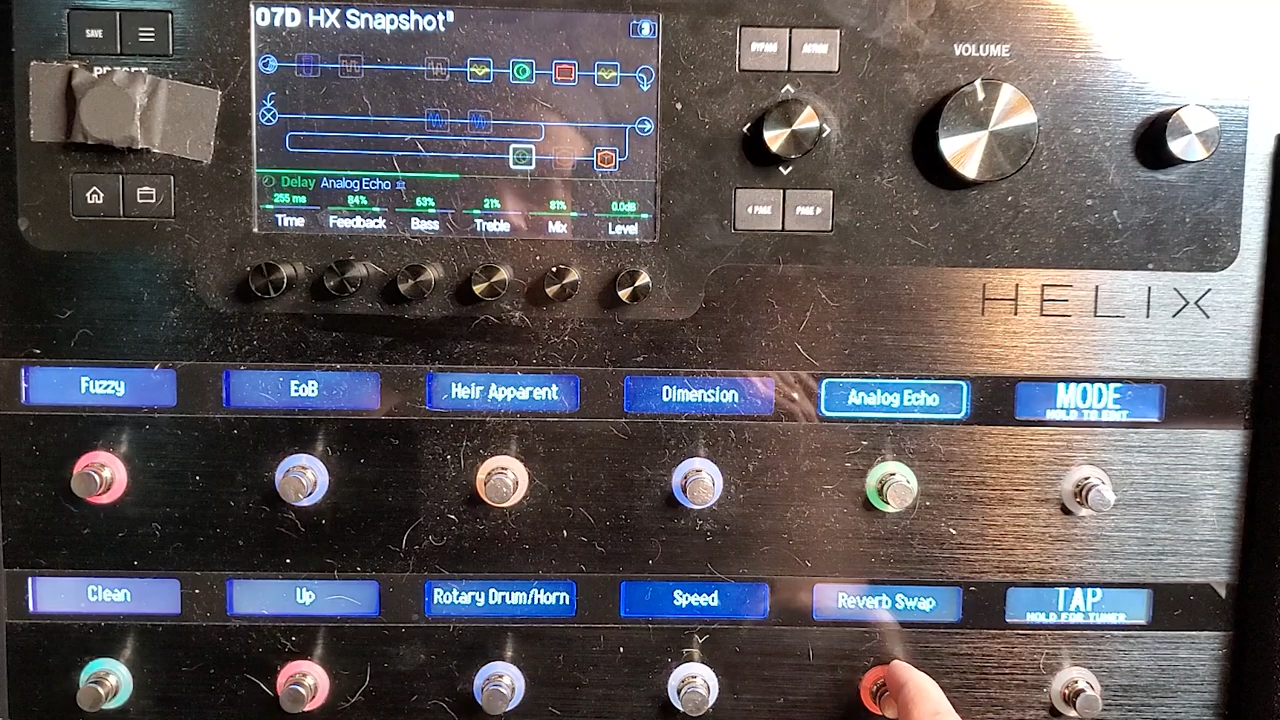 07D HX Snapshot
SAVE
PRESET
BYPASS
ACTION
VOLUME
Delay Analog Echo
255 ms 84% 63% 21% 81% 0.0dB
Time Feedback Bass Treble Mix Level
◄ PAGE
PAGE ►
HELIX
Fuzzy
EoB
Heir Apparent
Dimension
Analog Echo
MODE
HOLD TO EDIT
Clean
Up
Rotary Drum/Horn
Speed
Reverb Swap
TAP
HOLD FOR TUNER